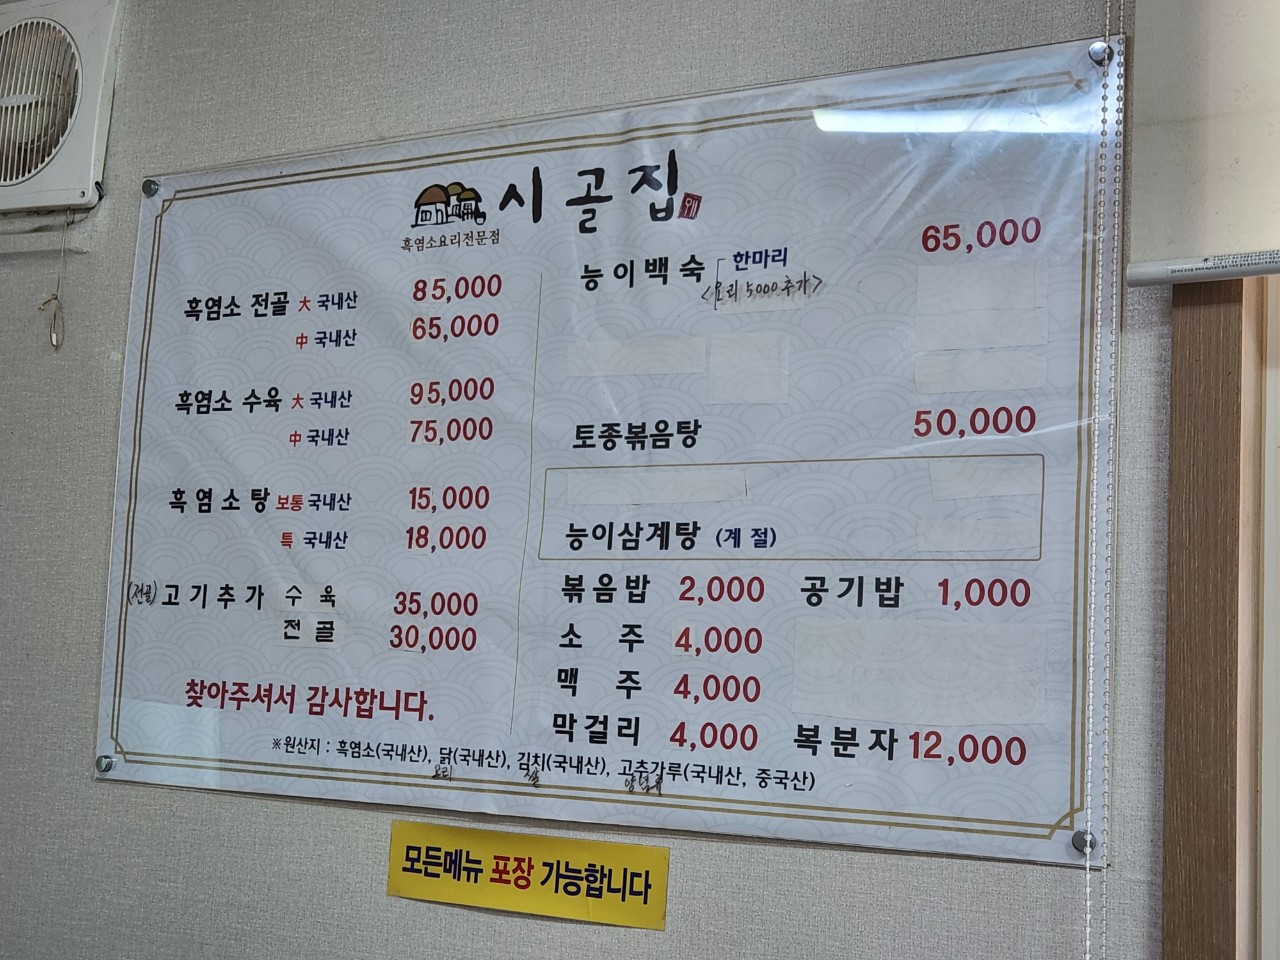 시골집
흑염소요리전문점
흑염소 전골 大 국내산 85,000
中 국내산 65,000
흑염소 수육 大 국내산 95,000
中 국내산 75,000
흑염소탕 보통 국내산 15,000
특 국내산 18,000
(전골) 고기추가 수육 35,000
전골 30,000
찾아주셔서 감사합니다.
능이백숙 한마리 65,000
<오리 5000추가>
토종볶음탕 50,000
능이삼계탕 (계절)
볶음밥 2,000 공기밥 1,000
소주 4,000
맥주 4,000
막걸리 4,000 복분자 12,000
※원산지 : 흑염소(국내산), 닭(국내산), 김치(국내산), 고추가루(국내산, 중국산)
오리 쌀
모든메뉴 포장 가능합니다